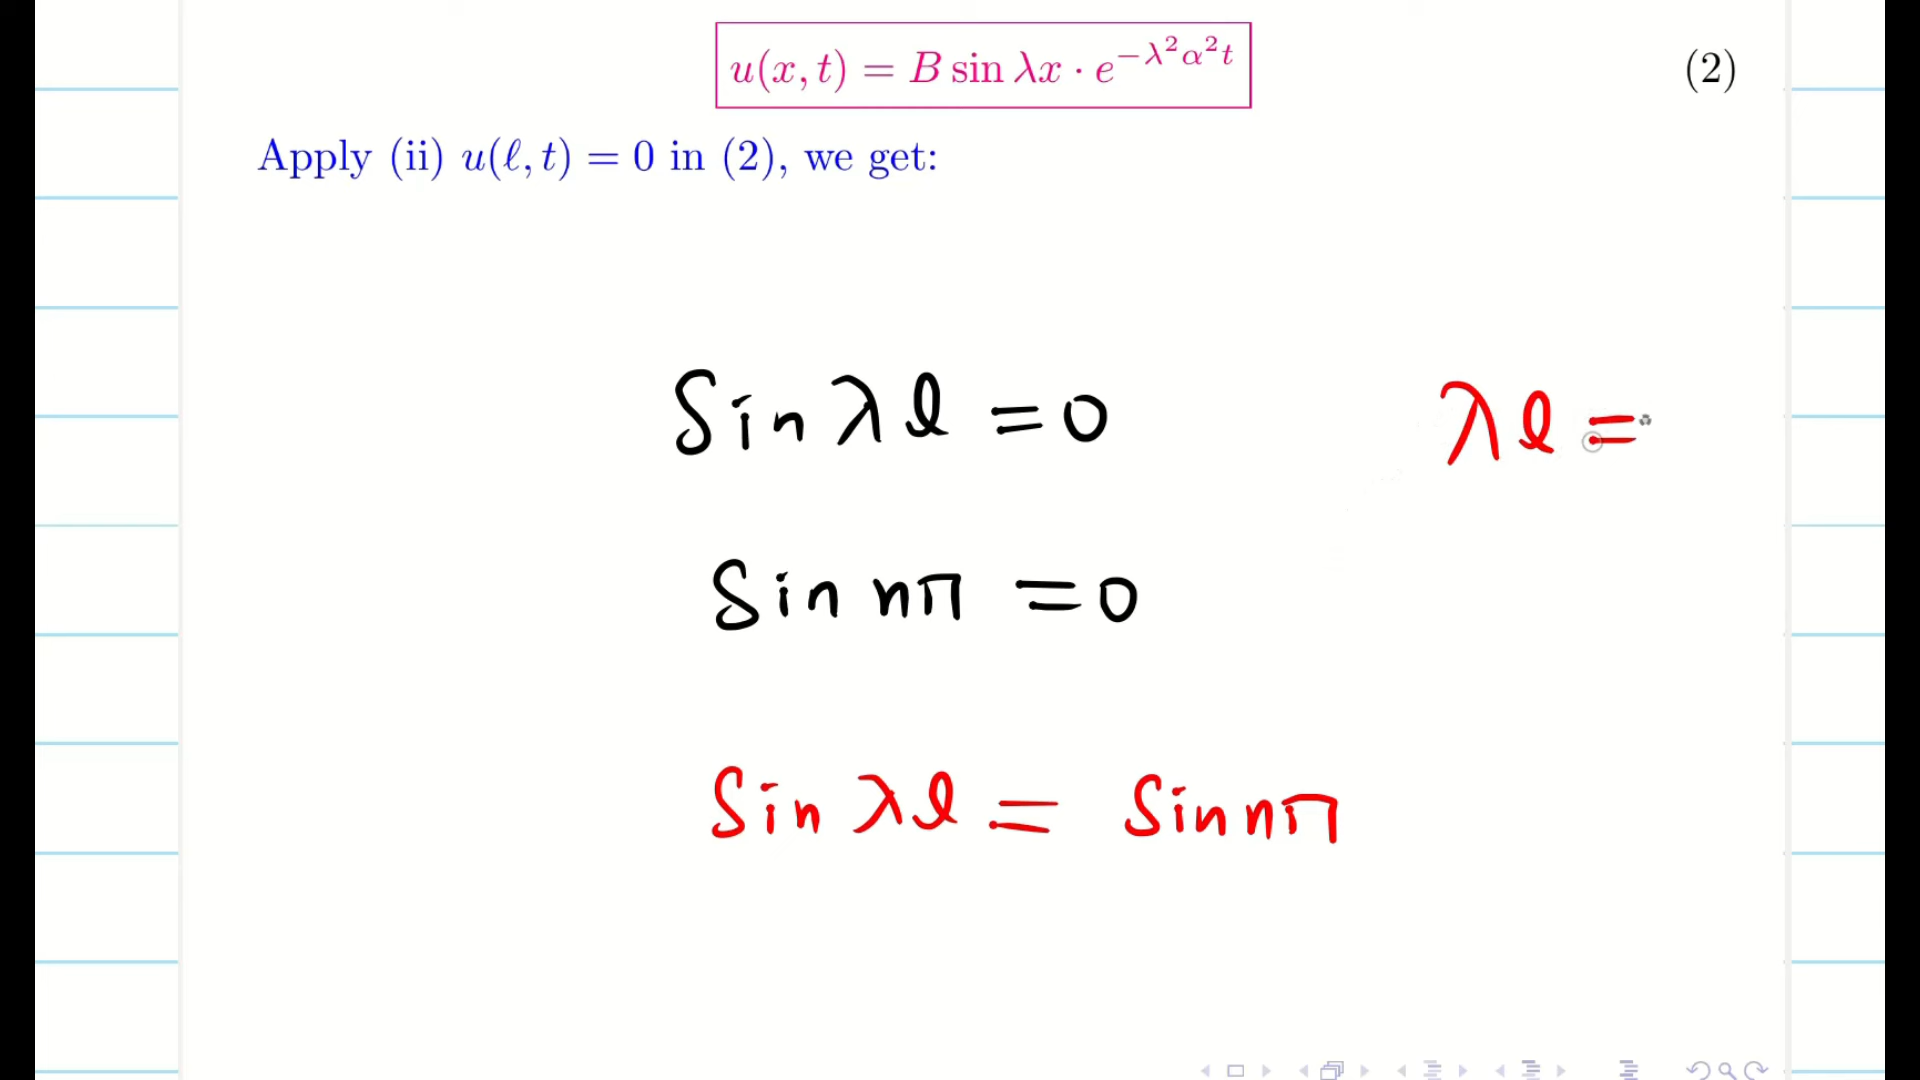 u(x, t) = B sin λx · e^{−λ²α²t} (2)
Apply (ii) u(ℓ, t) = 0 in (2), we get:
Sin λℓ = 0 λℓ =
Sin nπ = 0
Sin λℓ = Sin nπ